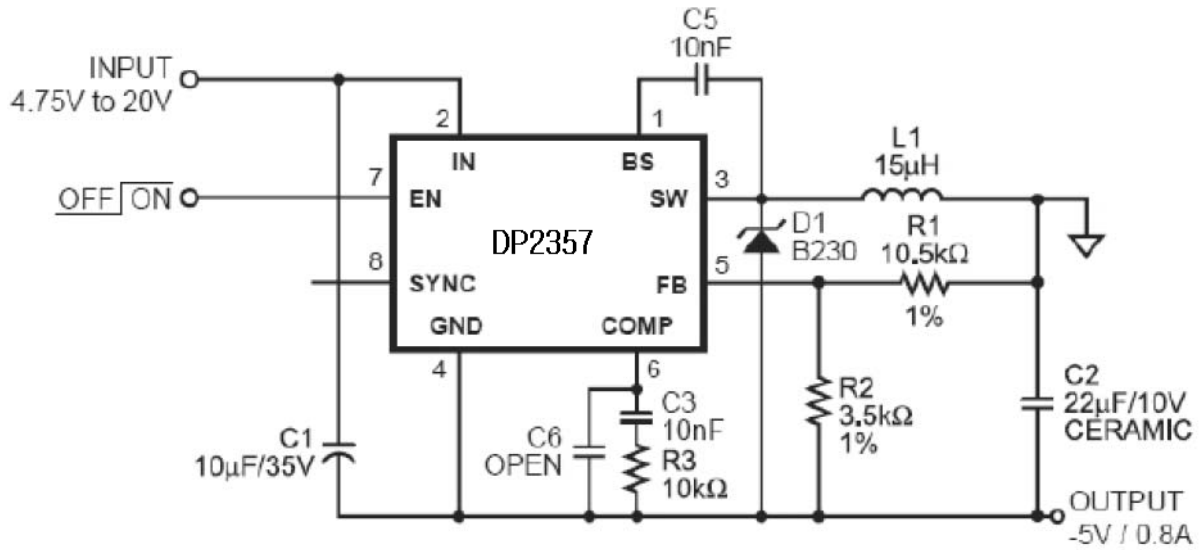 C5
10nF
INPUT
4.75V to 20V
2
1
IN
BS
L1
15µH
7
3
OFF ON
EN
SW
DP2357
D1
B230
R1
10.5kΩ
8
5
SYNC
FB
1%
GND
COMP
4
6
R2
3.5kΩ
1%
C2
22µF/10V
CERAMIC
C3
10nF
C6
OPEN
C1
10µF/35V
R3
10kΩ
OUTPUT
-5V / 0.8A